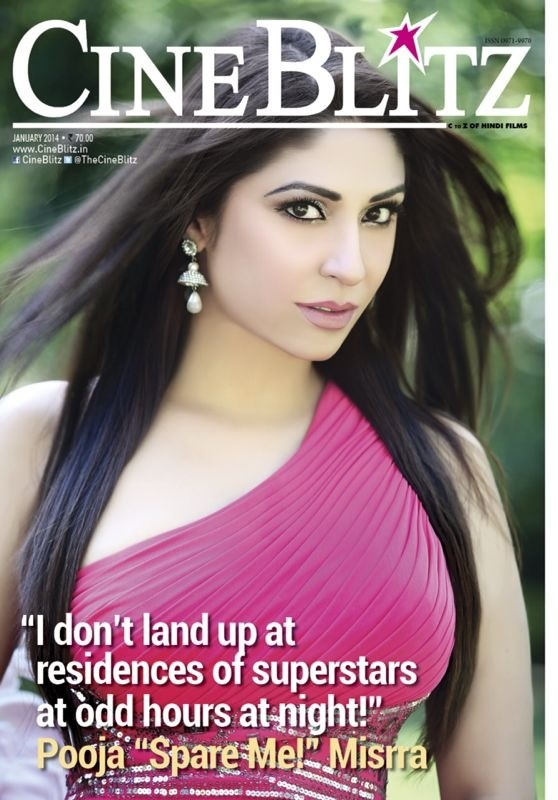 CINEBLITZ
ISSN 0971-9970
C TO Z OF HINDI FILMS
JANUARY 2014 • ₹ 70.00
www.CineBlitz.in
f CineBlitz @TheCineBlitz
“I don’t land up at
residences of superstars
at odd hours at night!”
Pooja “Spare Me!” Misrra